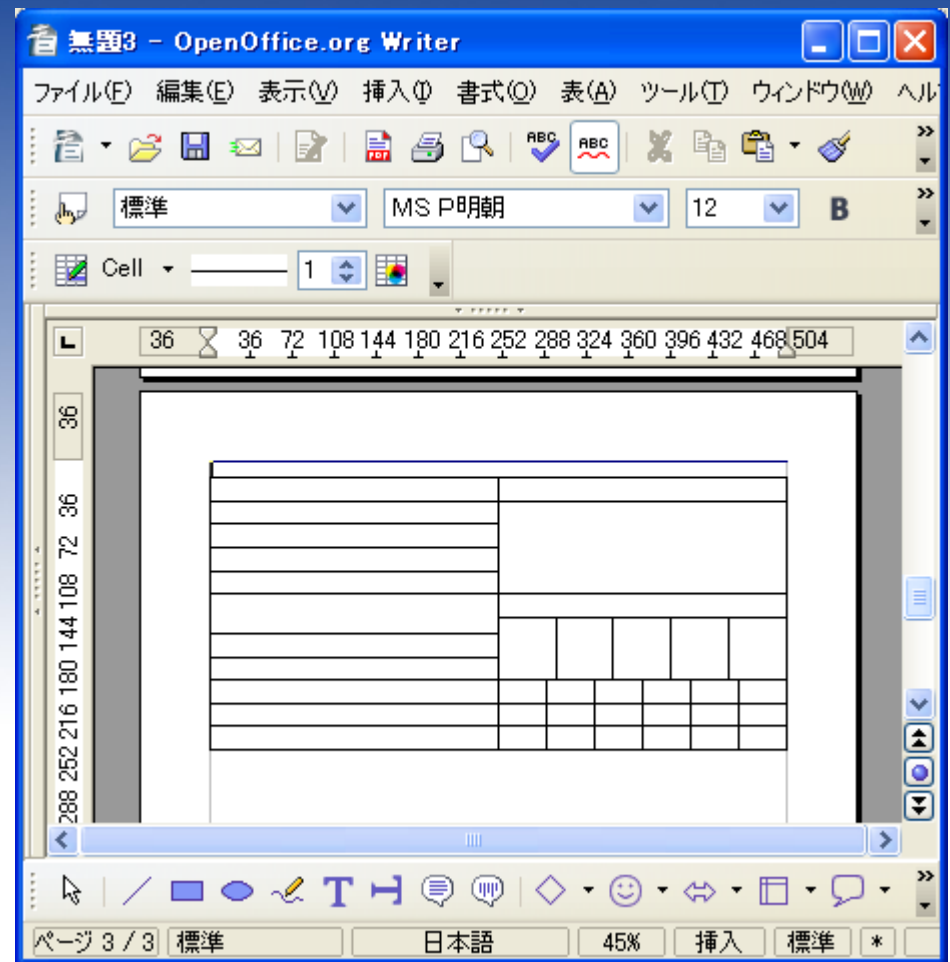 無題3 - OpenOffice.org Writer
ファイル(F) 編集(E) 表示(V) 挿入(I) 書式(O) 表(A) ツール(T) ウィンドウ(W) ヘル
PDF ABC ABC
標準 MS P明朝 12 B
Cell 1
36 36 72 108 144 180 216 252 288 324 360 396 432 468 504
36
36
72
108
144
180
216
252
288
T
ページ 3 / 3 標準 日本語 45% 挿入 標準 *